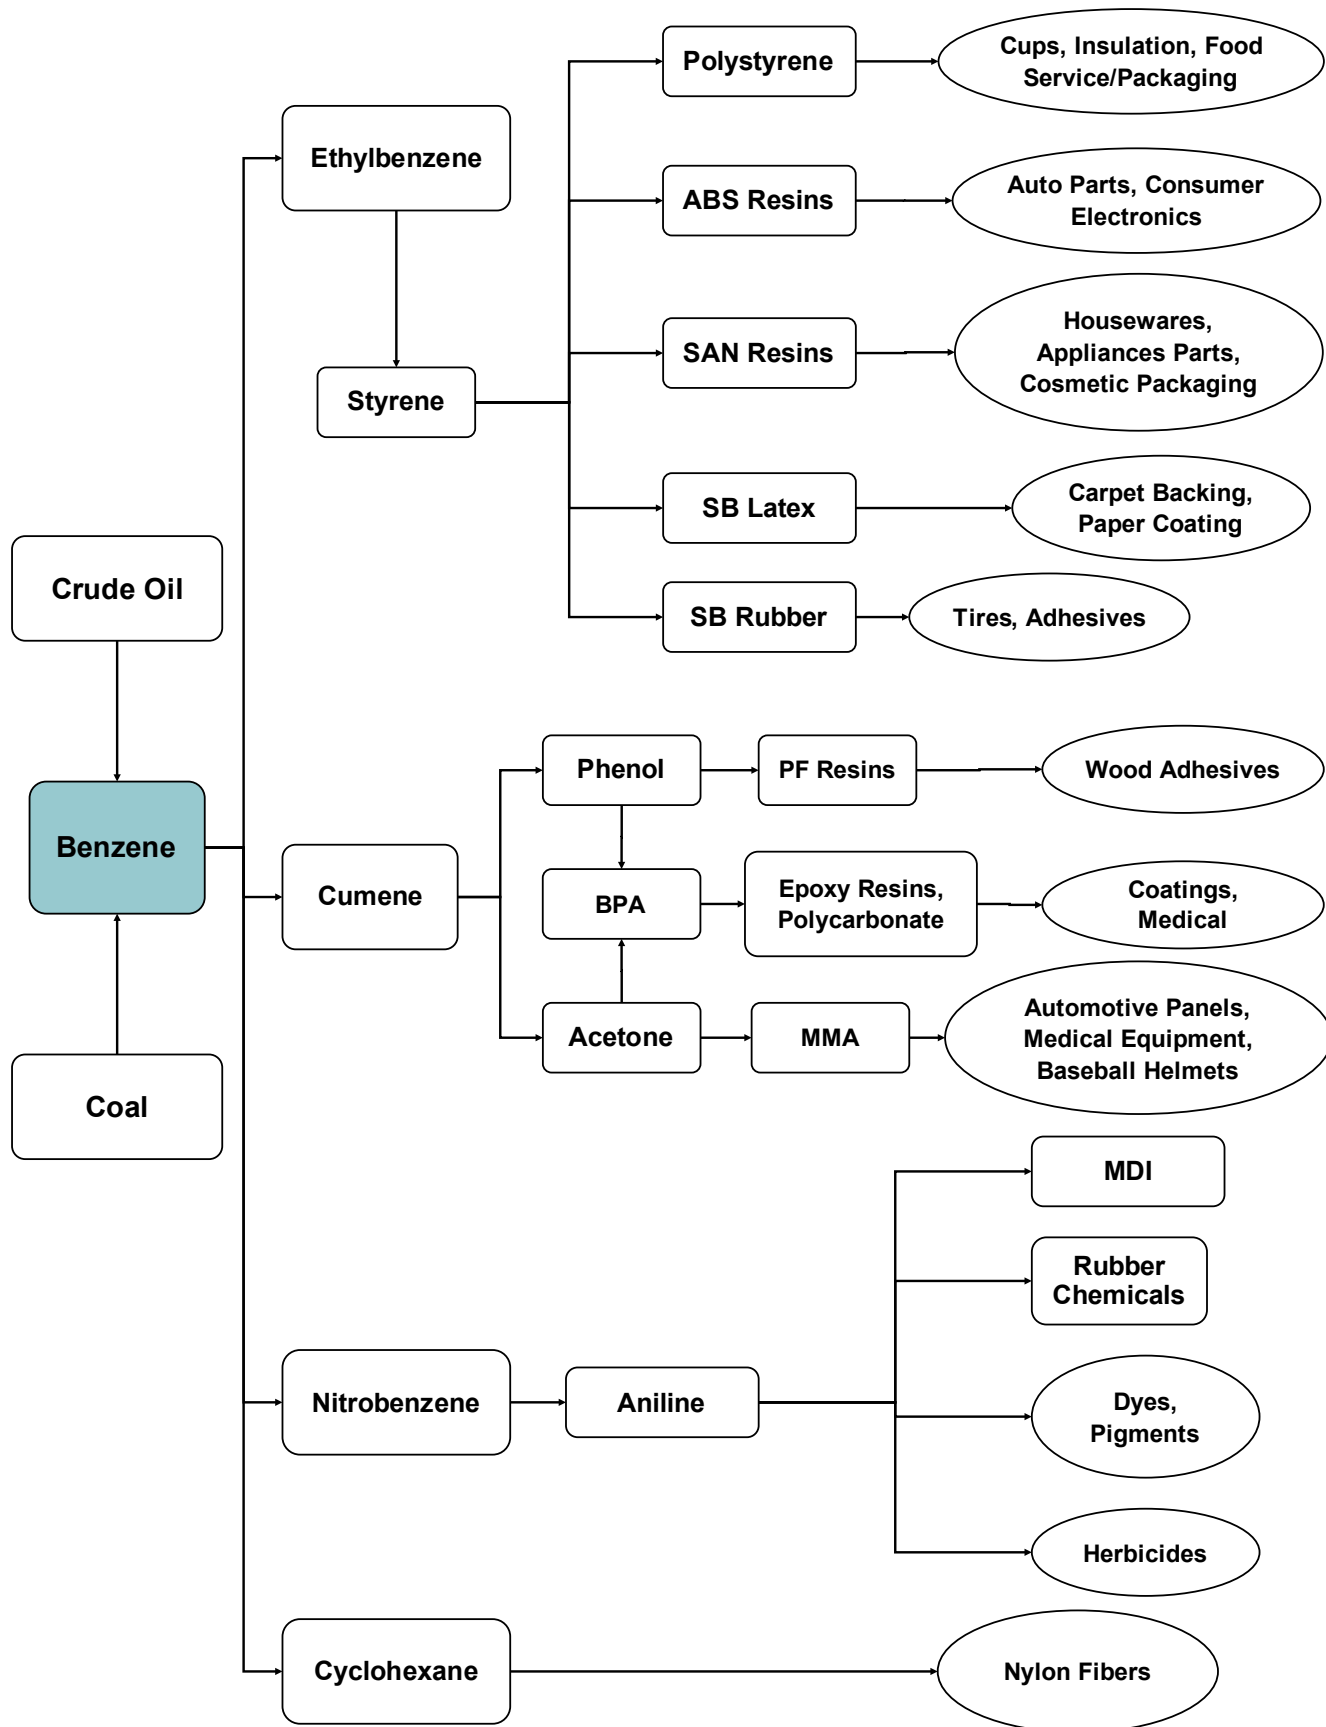 Polystyrene
Cups, Insulation, Food
Service/Packaging
Ethylbenzene
ABS Resins
Auto Parts, Consumer
Electronics
SAN Resins
Housewares,
Appliances Parts,
Cosmetic Packaging
Styrene
SB Latex
Carpet Backing,
Paper Coating
Crude Oil
SB Rubber
Tires, Adhesives
Phenol
PF Resins
Wood Adhesives
Benzene
Cumene
BPA
Epoxy Resins,
Polycarbonate
Coatings,
Medical
Acetone
MMA
Automotive Panels,
Medical Equipment,
Baseball Helmets
Coal
MDI
Rubber
Chemicals
Nitrobenzene
Aniline
Dyes,
Pigments
Herbicides
Cyclohexane
Nylon Fibers